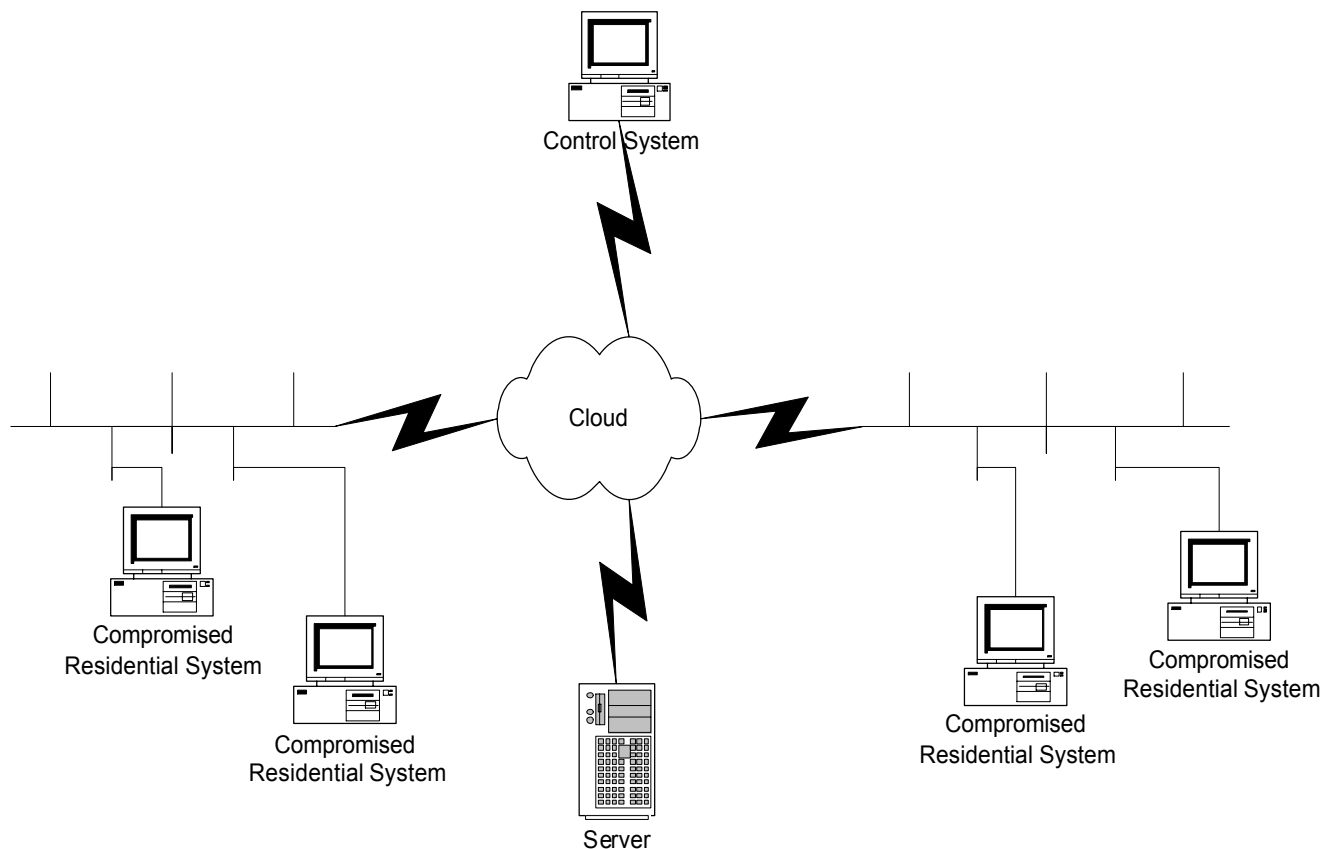 Control System
Cloud
Compromised
Residential System
Compromised
Residential System
Compromised
Residential System
Compromised
Residential System
Server